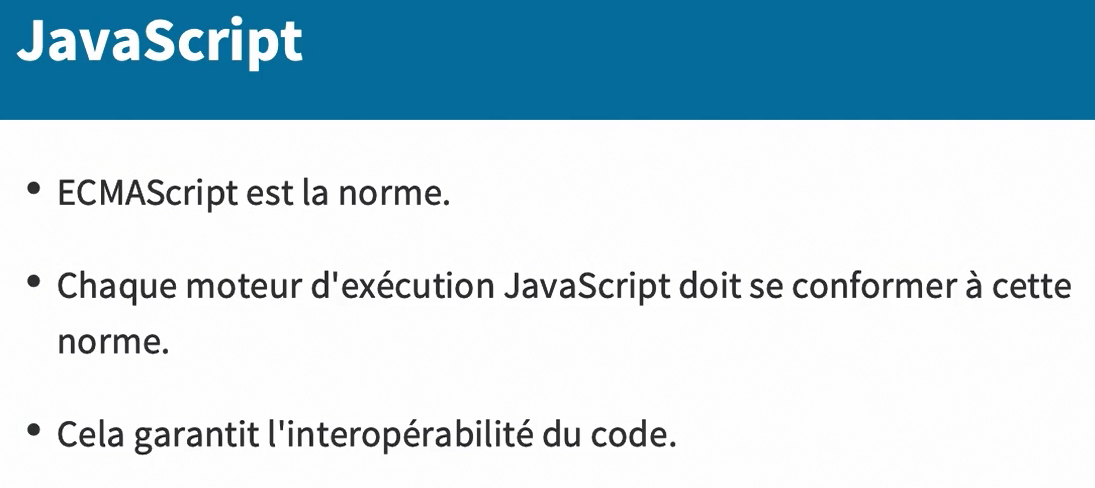 JavaScript
• ECMAScript est la norme.
• Chaque moteur d'exécution JavaScript doit se conformer à cette
norme.
• Cela garantit l'interopérabilité du code.